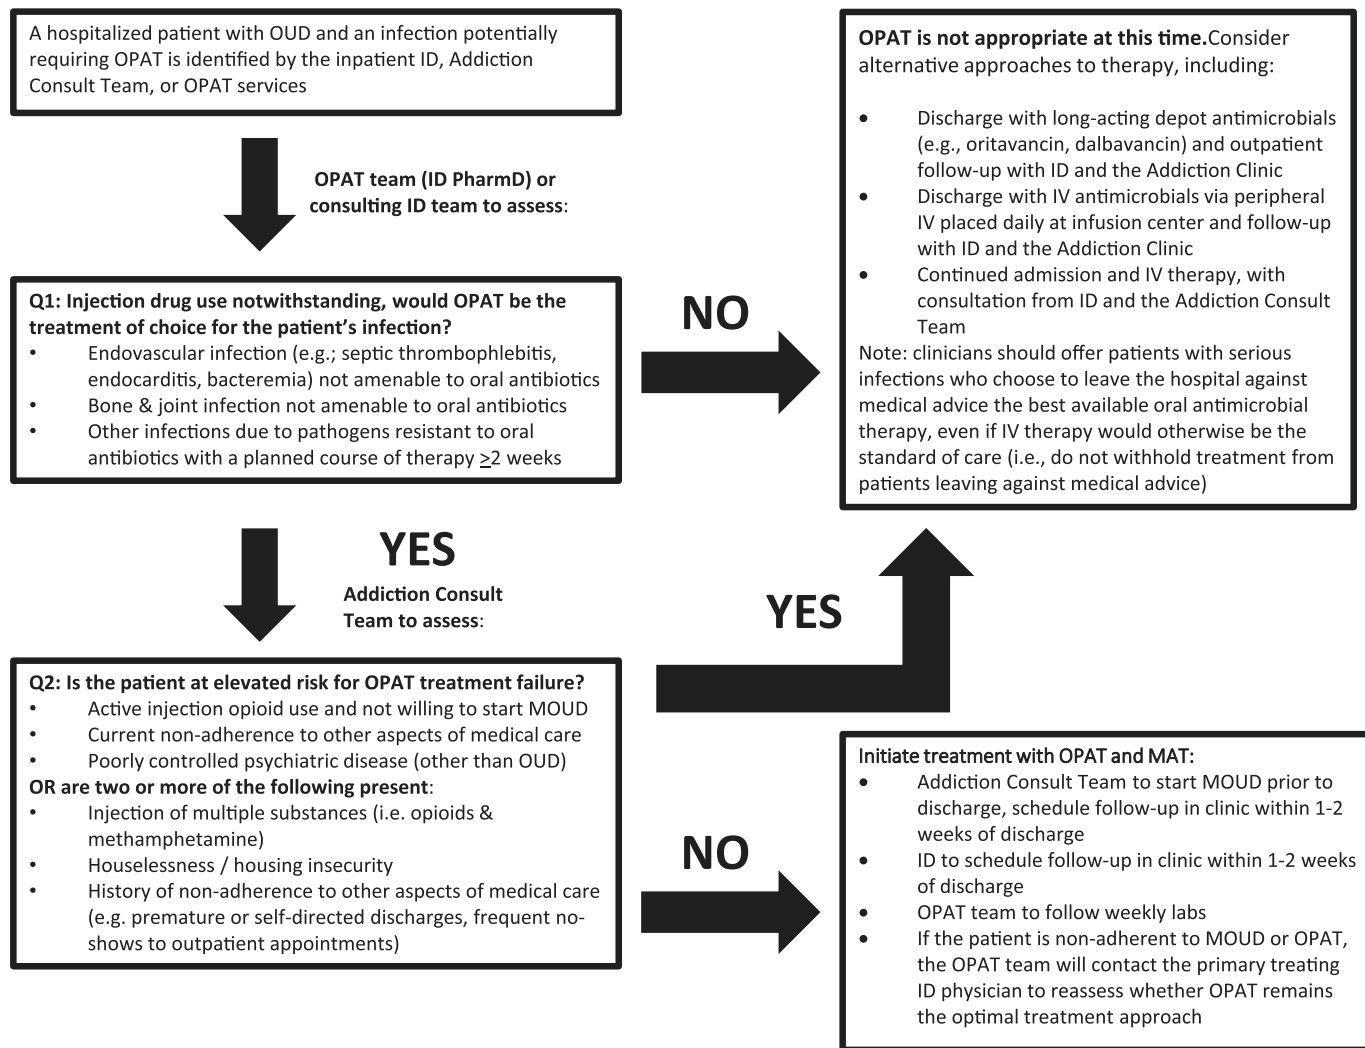 A hospitalized patient with OUD and an infection potentially
requiring OPAT is identified by the inpatient ID, Addiction
Consult Team, or OPAT services
OPAT team (ID PharmD) or
consulting ID team to assess:
Q1: Injection drug use notwithstanding, would OPAT be the
treatment of choice for the patient’s infection?
• Endovascular infection (e.g.; septic thrombophlebitis,
endocarditis, bacteremia) not amenable to oral antibiotics
• Bone & joint infection not amenable to oral antibiotics
• Other infections due to pathogens resistant to oral
antibiotics with a planned course of therapy ≥2 weeks
NO
OPAT is not appropriate at this time.Consider
alternative approaches to therapy, including:
• Discharge with long-acting depot antimicrobials
(e.g., oritavancin, dalbavancin) and outpatient
follow-up with ID and the Addiction Clinic
• Discharge with IV antimicrobials via peripheral
IV placed daily at infusion center and follow-up
with ID and the Addiction Clinic
• Continued admission and IV therapy, with
consultation from ID and the Addiction Consult
Team
Note: clinicians should offer patients with serious
infections who choose to leave the hospital against
medical advice the best available oral antimicrobial
therapy, even if IV therapy would otherwise be the
standard of care (i.e., do not withhold treatment from
patients leaving against medical advice)
YES
Addiction Consult
Team to assess:
YES
Q2: Is the patient at elevated risk for OPAT treatment failure?
• Active injection opioid use and not willing to start MOUD
• Current non-adherence to other aspects of medical care
• Poorly controlled psychiatric disease (other than OUD)
OR are two or more of the following present:
• Injection of multiple substances (i.e. opioids &
methamphetamine)
• Houselessness / housing insecurity
• History of non-adherence to other aspects of medical care
(e.g. premature or self-directed discharges, frequent no-
shows to outpatient appointments)
NO
Initiate treatment with OPAT and MAT:
• Addiction Consult Team to start MOUD prior to
discharge, schedule follow-up in clinic within 1-2
weeks of discharge
• ID to schedule follow-up in clinic within 1-2 weeks
of discharge
• OPAT team to follow weekly labs
• If the patient is non-adherent to MOUD or OPAT,
the OPAT team will contact the primary treating
ID physician to reassess whether OPAT remains
the optimal treatment approach